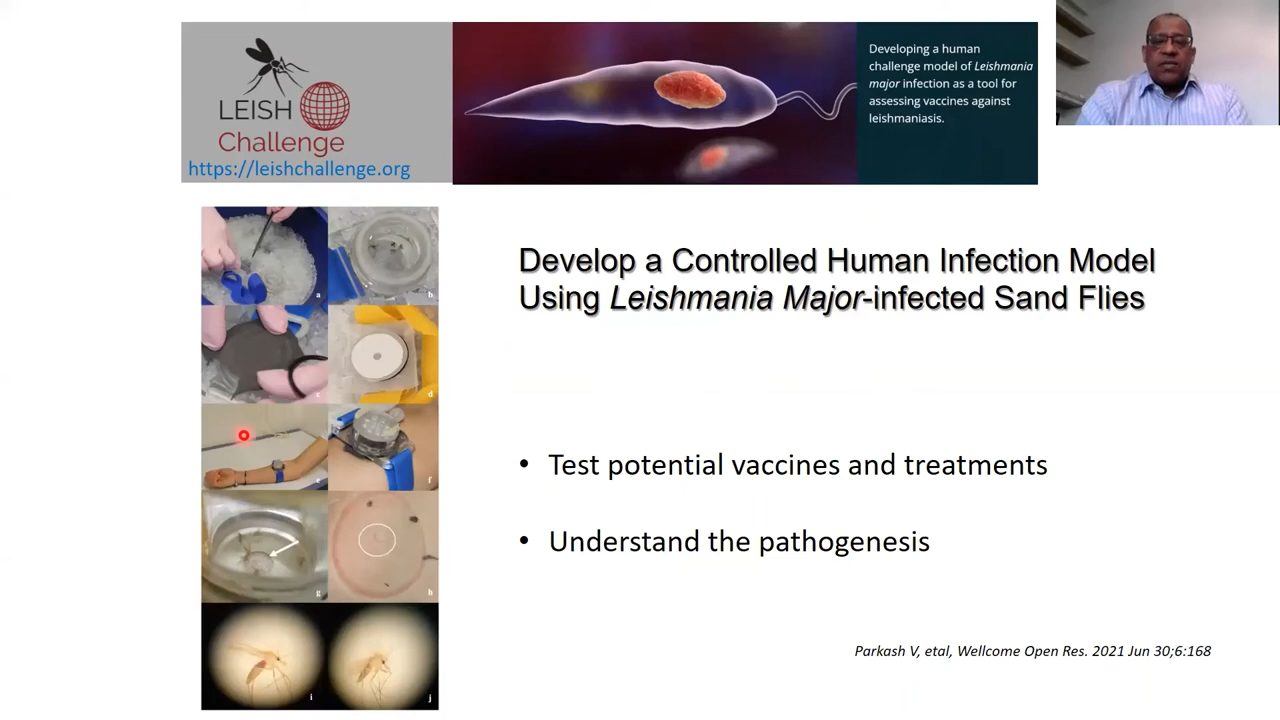 LEISH
Challenge
https://leishchallenge.org
Developing a human
challenge model of Leishmania
major infection as a tool for
assessing vaccines against
leishmaniasis.
Develop a Controlled Human Infection Model
Using Leishmania Major-infected Sand Flies
a
b
c
d
e
f
g
h
i
j
• Test potential vaccines and treatments
• Understand the pathogenesis
Parkash V, etal, Wellcome Open Res. 2021 Jun 30;6:168